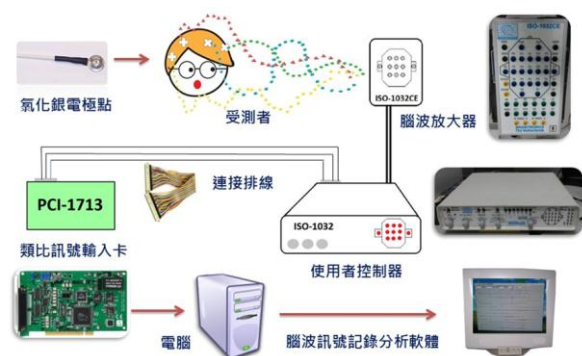 ISO-1032CE
氯化銀電極點
受測者
ISO-1032CE
腦波放大器
連接排線
PCI-1713
ISO-1032
類比訊號輸入卡
使用者控制器
電腦
腦波訊號記錄分析軟體